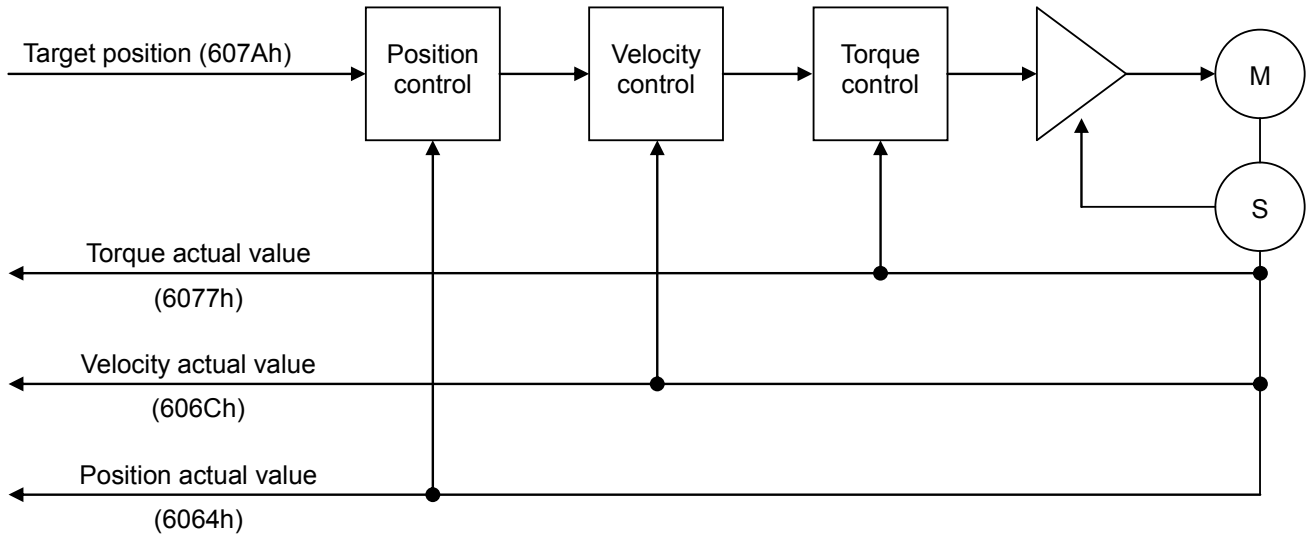 Target position (607Ah)
Position
control
Velocity
control
Torque
control
M
S
Torque actual value
(6077h)
Velocity actual value
(606Ch)
Position actual value
(6064h)